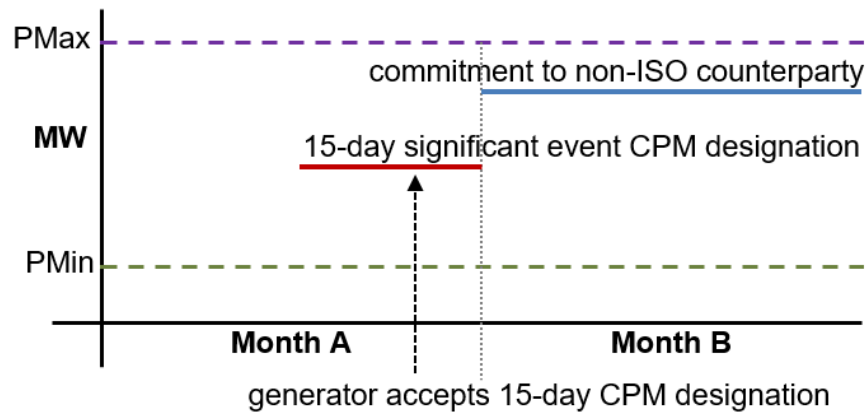 PMax
commitment to non-ISO counterparty
MW
15-day significant event CPM designation
PMin
Month A
Month B
generator accepts 15-day CPM designation